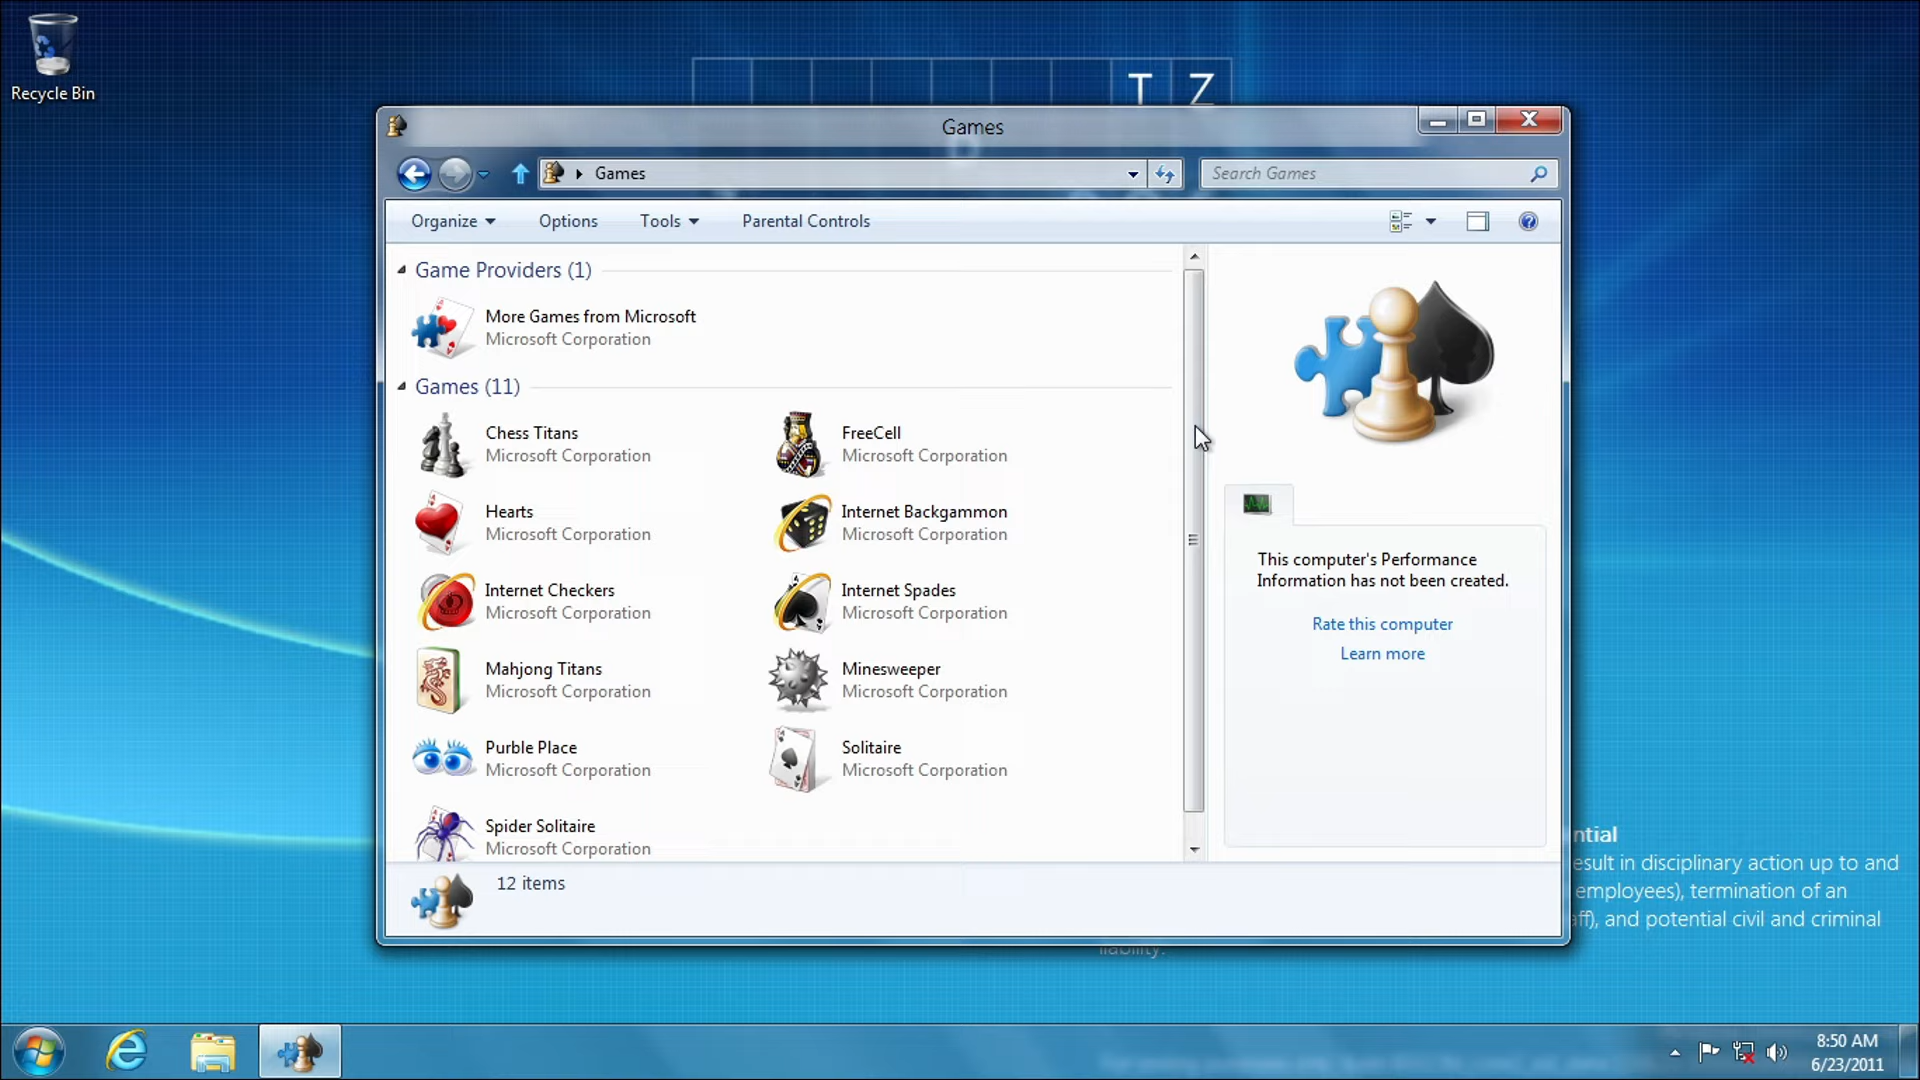 Recycle Bin
T Z
Games
Games
Search Games
Organize
Options
Tools
Parental Controls
Game Providers (1)
More Games from Microsoft
Microsoft Corporation
Games (11)
Chess Titans
Microsoft Corporation
FreeCell
Microsoft Corporation
Hearts
Microsoft Corporation
Internet Backgammon
Microsoft Corporation
Internet Checkers
Microsoft Corporation
Internet Spades
Microsoft Corporation
Mahjong Titans
Microsoft Corporation
Minesweeper
Microsoft Corporation
Purble Place
Microsoft Corporation
Solitaire
Microsoft Corporation
Spider Solitaire
Microsoft Corporation
This computer's Performance
Information has not been created.
Rate this computer
Learn more
12 items
ntial
esult in disciplinary action up to and
employees), termination of an
aff), and potential civil and criminal
liability.
8:50 AM
6/23/2011